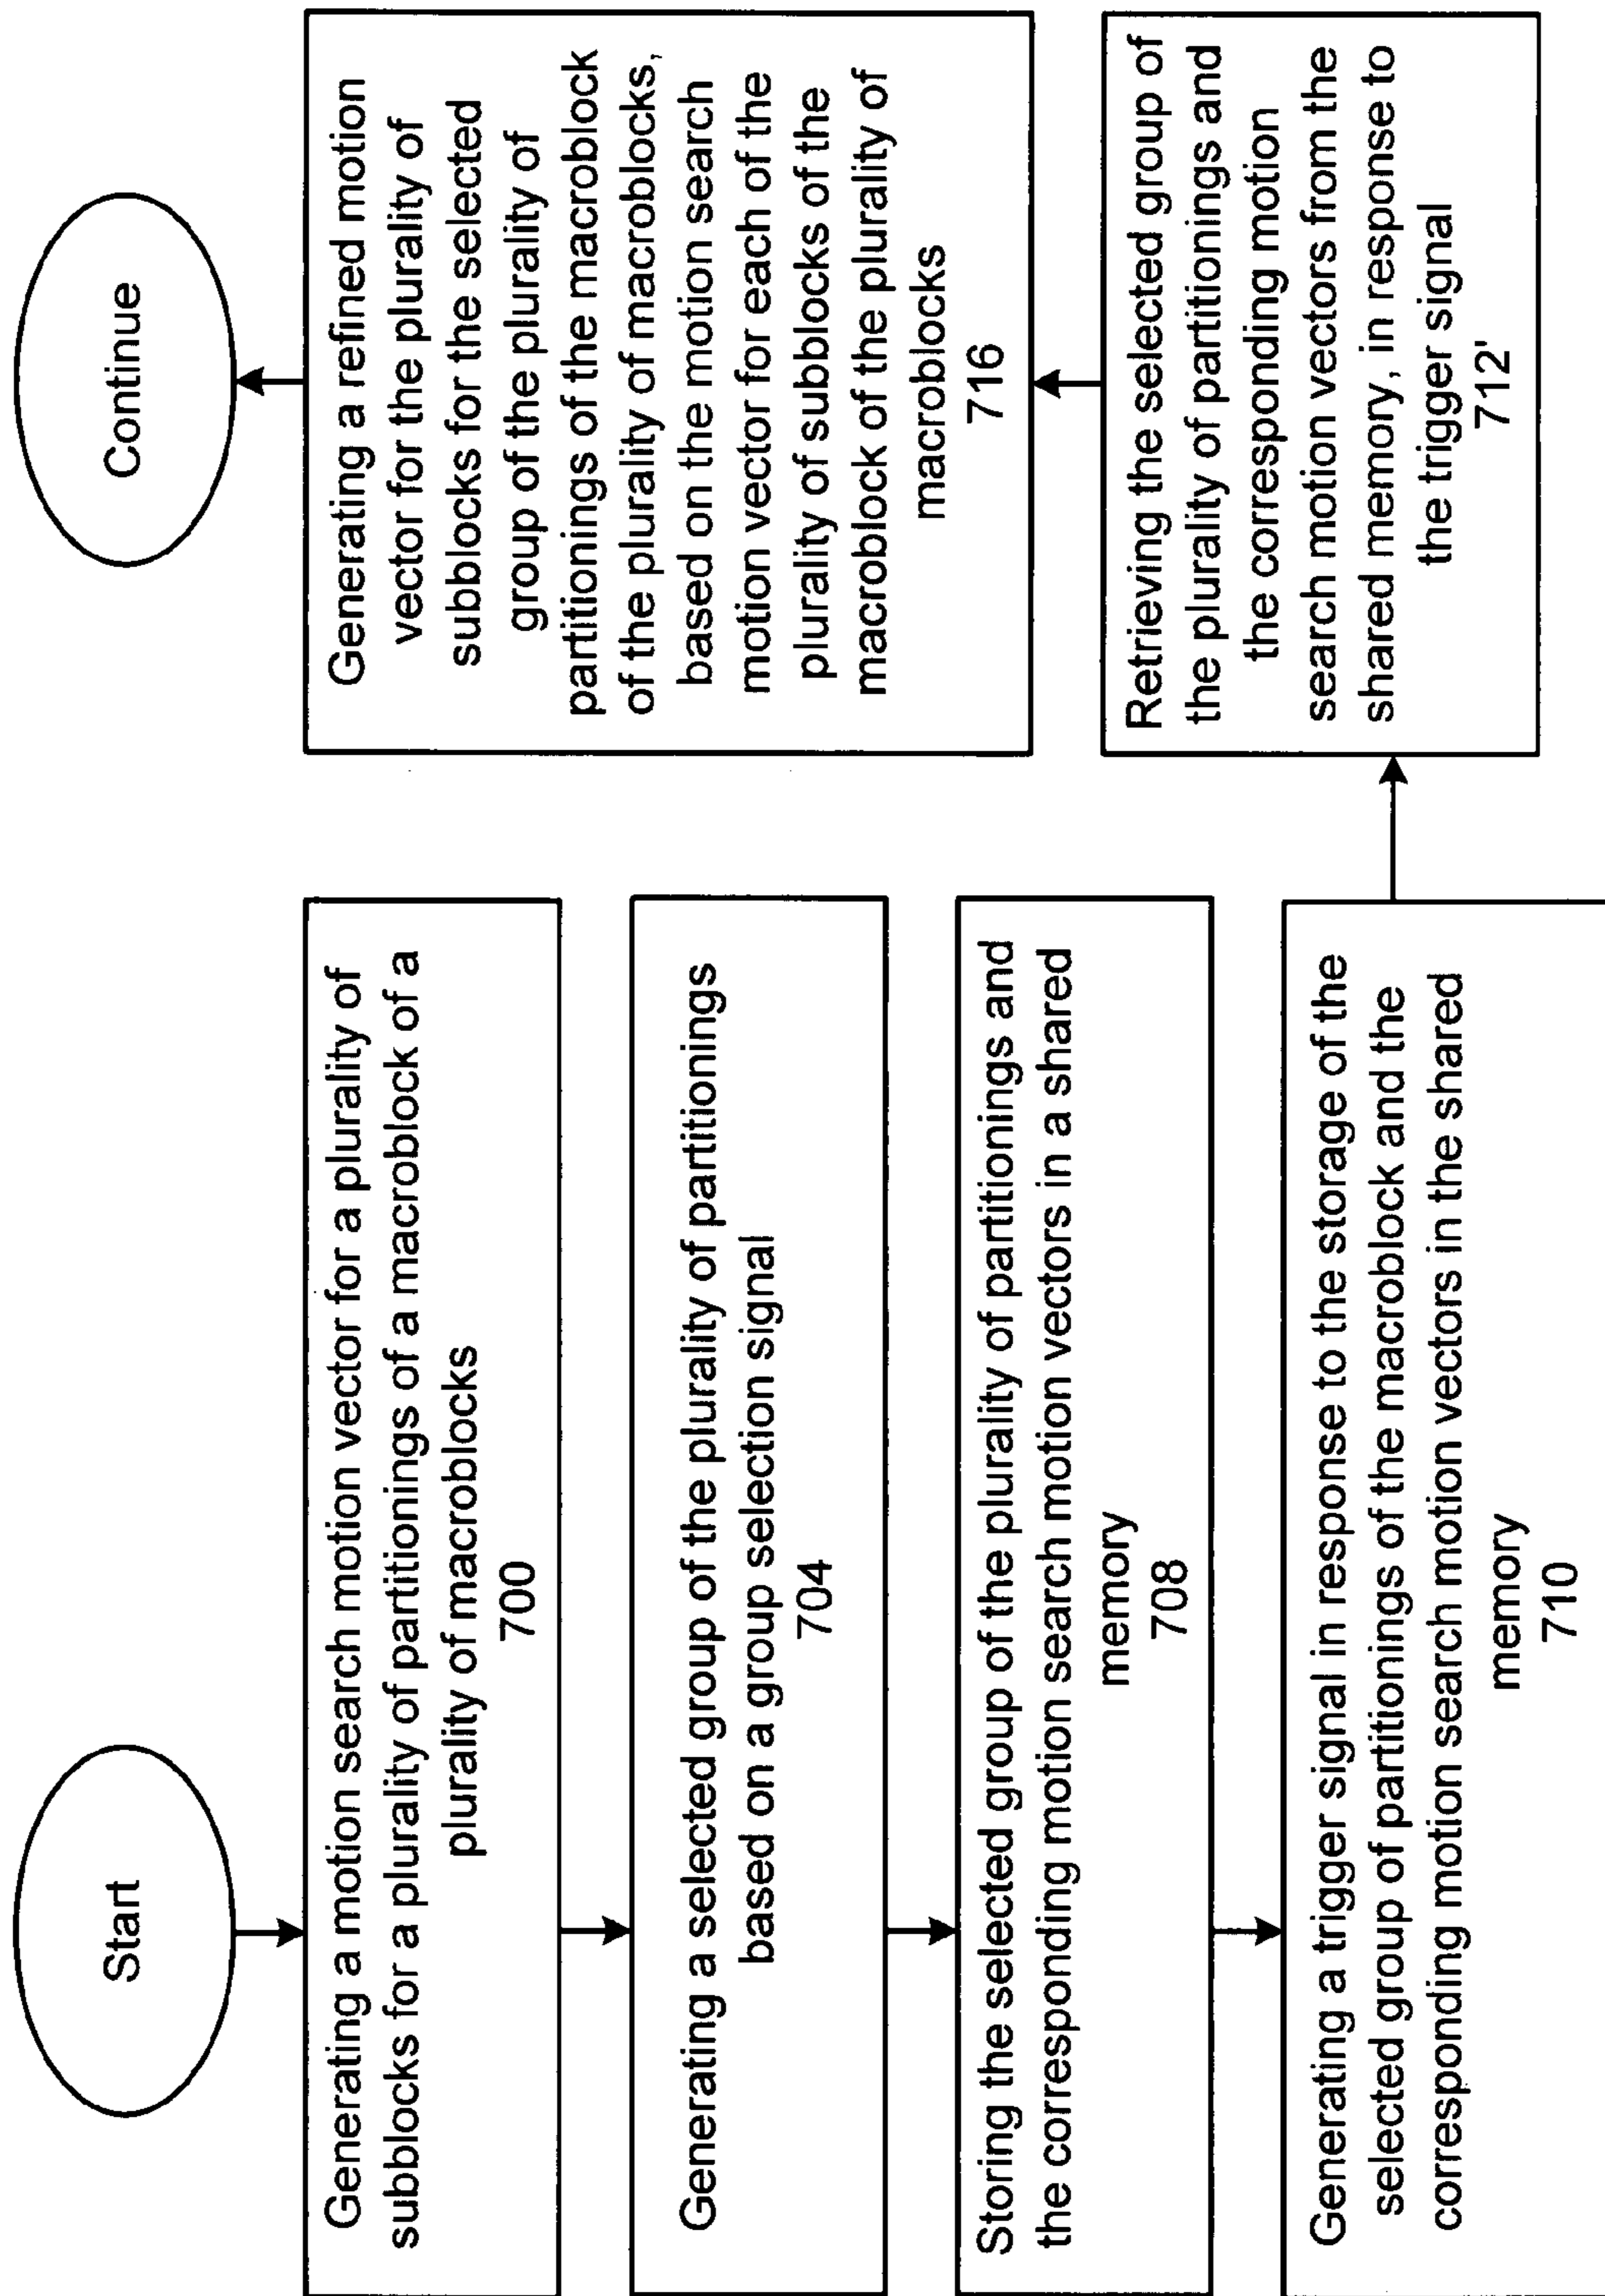 Start
Generating a motion search motion vector for a plurality of
subblocks for a plurality of partitionings of a macroblock of a
plurality of macroblocks
700
Generating a selected group of the plurality of partitionings
based on a group selection signal
704
Storing the selected group of the plurality of partitionings and
the corresponding motion search motion vectors in a shared
memory
708
Generating a trigger signal in response to the storage of the
selected group of partitionings of the macroblock and the
corresponding motion search motion vectors in the shared
memory
710
Retrieving the selected group of
the plurality of partitionings and
the corresponding motion
search motion vectors from the
shared memory, in response to
the trigger signal
712'
Generating a refined motion
vector for the plurality of
subblocks for the selected
group of the plurality of
partitionings of the macroblock
of the plurality of macroblocks,
based on the motion search
motion vector for each of the
plurality of subblocks of the
macroblock of the plurality of
macroblocks
716
Continue